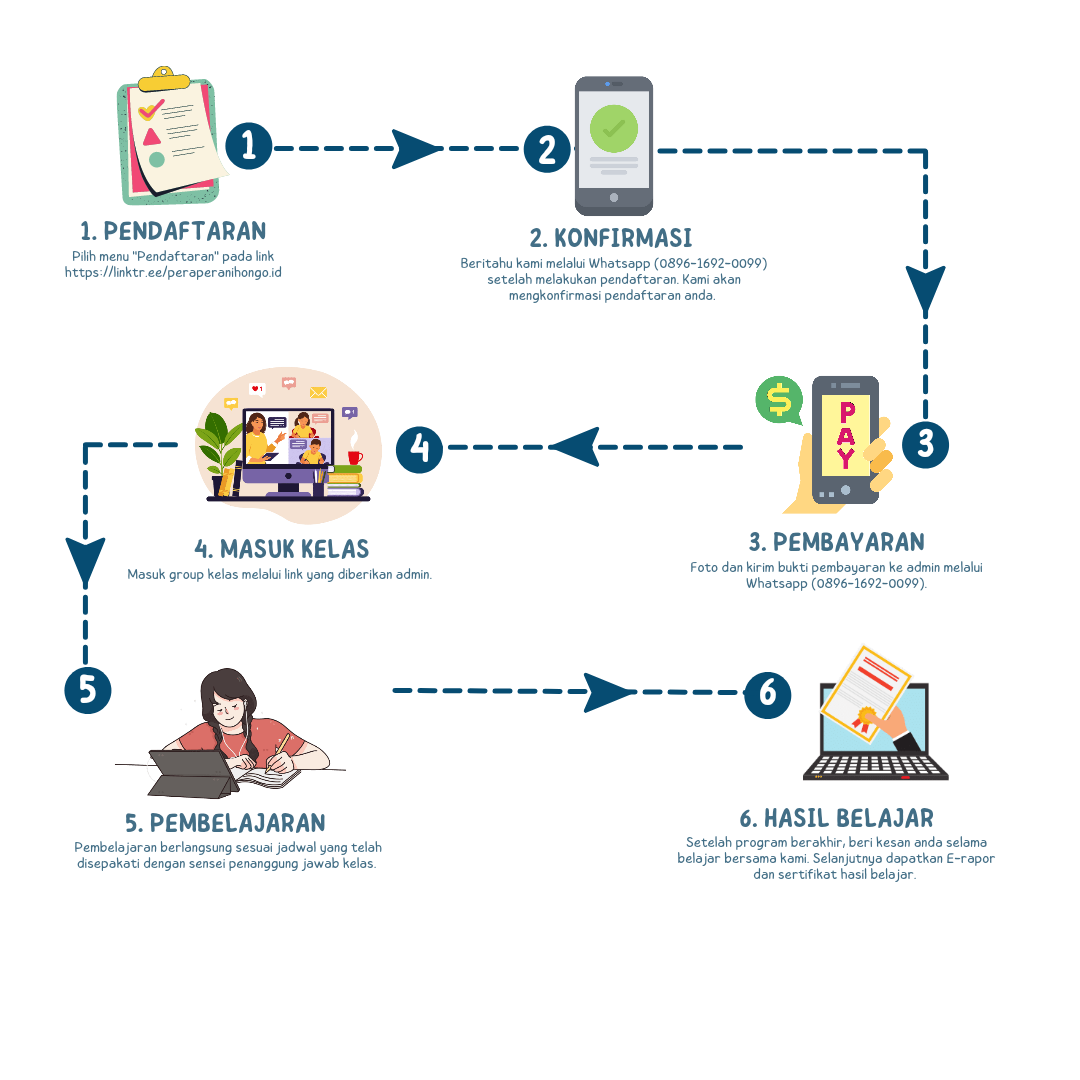 1
1. PENDAFTARAN
Pilih menu "Pendaftaran" pada link
https://linktr.ee/peraperanihongo.id
2
2. KONFIRMASI
Beritahu kami melalui Whatsapp (0896-1692-0099)
setelah melakukan pendaftaran. Kami akan
mengkonfirmasi pendaftaran anda.
$
PAY
3
3. PEMBAYARAN
Foto dan kirim bukti pembayaran ke admin melalui
Whatsapp (0896-1692-0099).
1
1
4
4. MASUK KELAS
Masuk group kelas melalui link yang diberikan admin.
5
5. PEMBELAJARAN
Pembelajaran berlangsung sesuai jadwal yang telah
disepakati dengan sensei penanggung jawab kelas.
6
6. HASIL BELAJAR
Setelah program berakhir, beri kesan anda selama
belajar bersama kami. Selanjutnya dapatkan E-rapor
dan sertifikat hasil belajar.